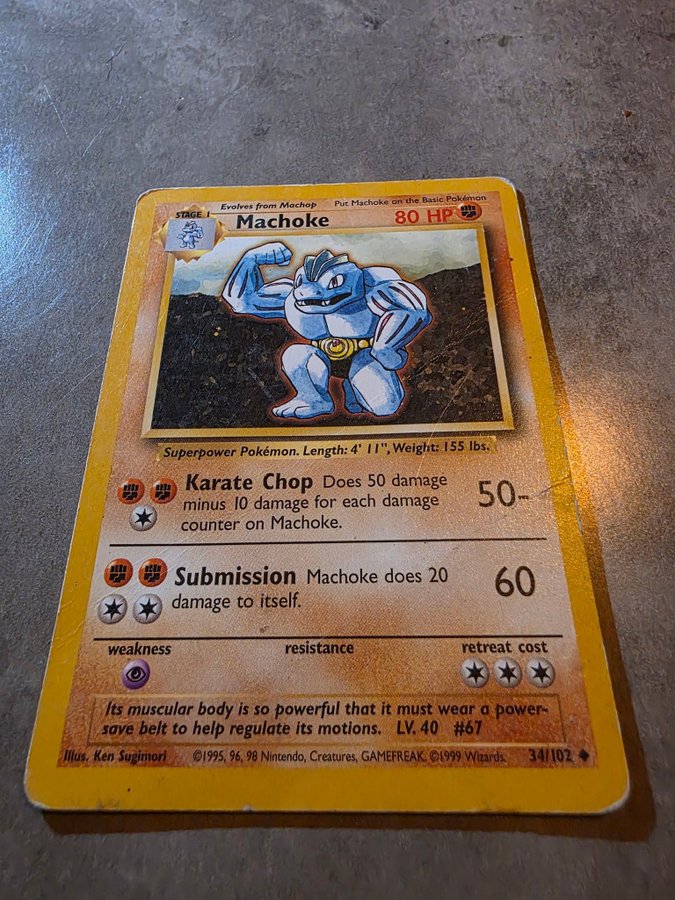 Evolves from Machop Put Machoke on the Basic Pokémon
STAGE 1
Machoke 80 HP
Superpower Pokémon. Length: 4' 11", Weight: 155 lbs.
Karate Chop Does 50 damage
minus 10 damage for each damage
counter on Machoke.
50-
Submission Machoke does 20
damage to itself.
60
weakness resistance retreat cost
Its muscular body is so powerful that it must wear a power-
save belt to help regulate its motions. LV. 40 #67
Illus. Ken Sugimori ©1995, 96, 98 Nintendo, Creatures, GAMEFREAK. ©1999 Wizards. 34/102